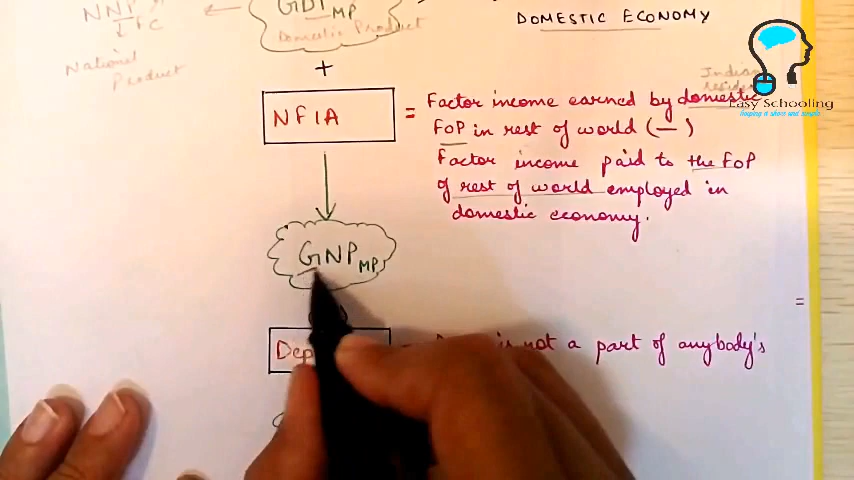 NNP FC
National
Product
GDP MP
Domestic Product
DOMESTIC ECONOMY
+
NFIA
= Factor income earned by domestic
FoP in rest of world (—)
Factor income paid to the FoP
of rest of world employed in
domestic economy.
Indian
Easy Schooling
GNP MP
=
Dep
is not a part of anybody's